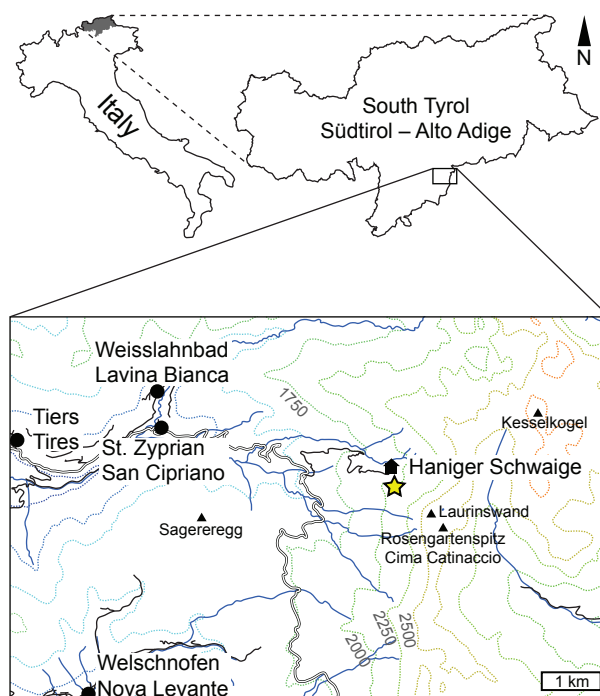 N
Italy
South Tyrol
Südtirol – Alto Adige
Weisslahnbad
Lavina Bianca
1750
Tiers
Tires
Kesselkogel
St. Zyprian
San Cipriano
Haniger Schwaige
Sagereregg
Laurinswand
Rosengartenspitz
Cima Catinaccio
2000
2250
2500
Welschnofen
Nova Levante
1 km